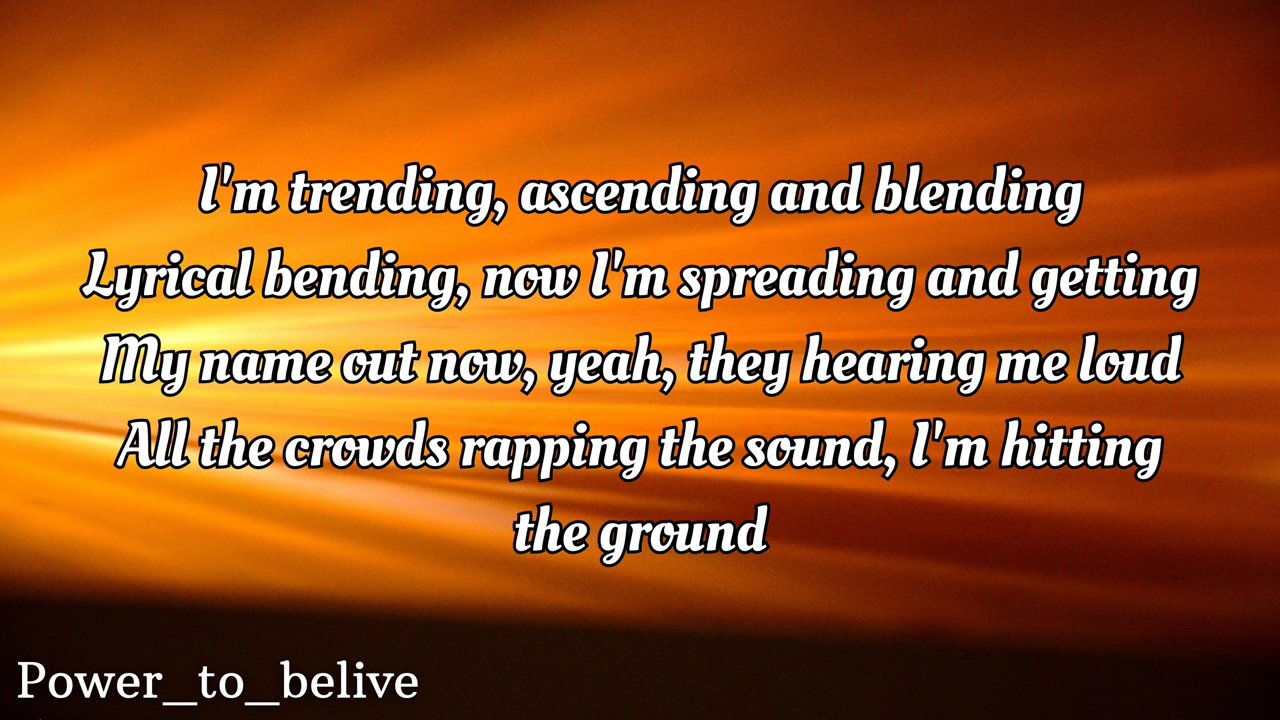 I'm trending, ascending and blending
Lyrical bending, now I'm spreading and getting
My name out now, yeah, they hearing me loud
All the crowds rapping the sound, I'm hitting
the ground
Power_to_belive